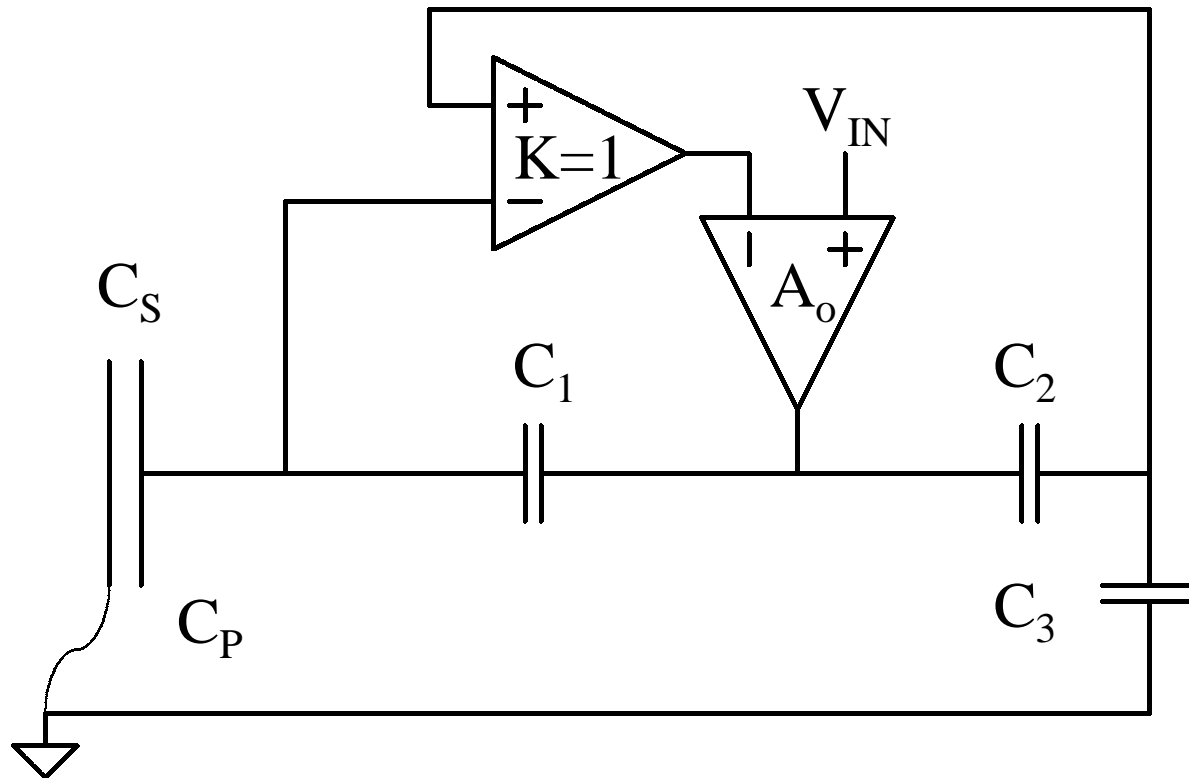 +
K=1
−
V_IN
− +
A_o
C_S
C_1
C_2
C_P
C_3